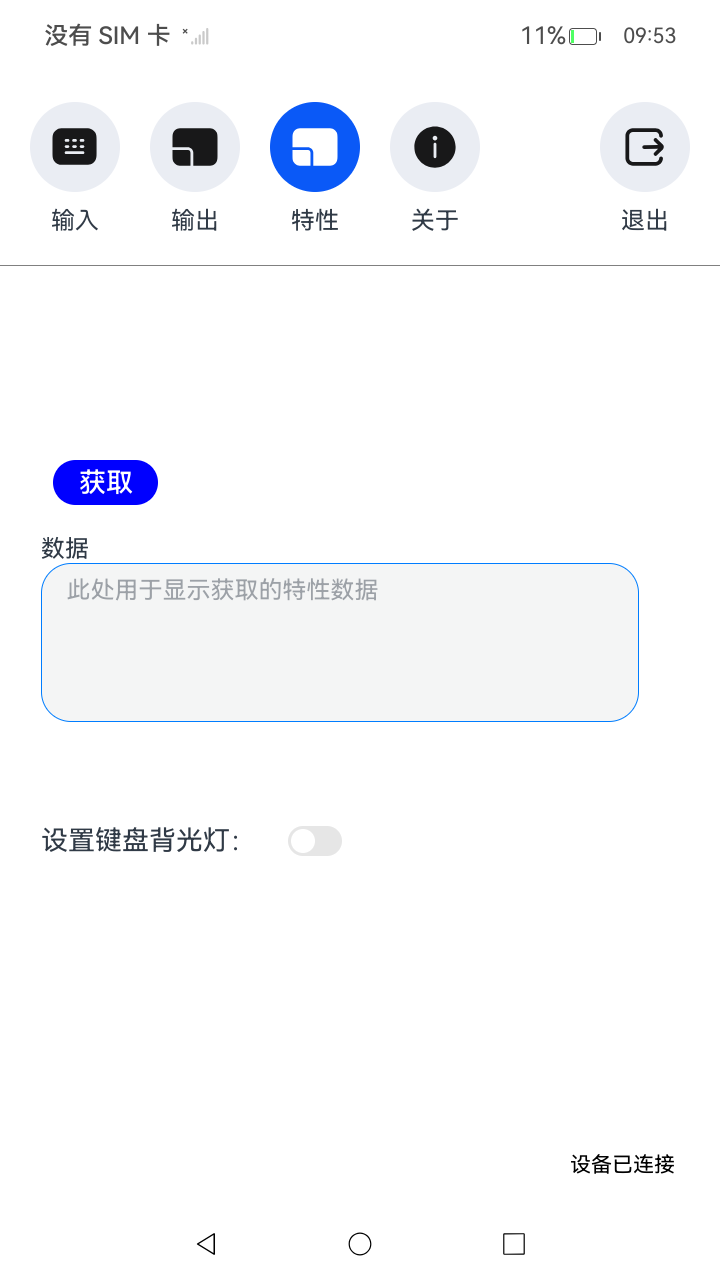 没有 SIM 卡 11% 09:53
输入 输出 特性 关于 退出
获取
数据
此处用于显示获取的特性数据
设置键盘背光灯：
设备已连接